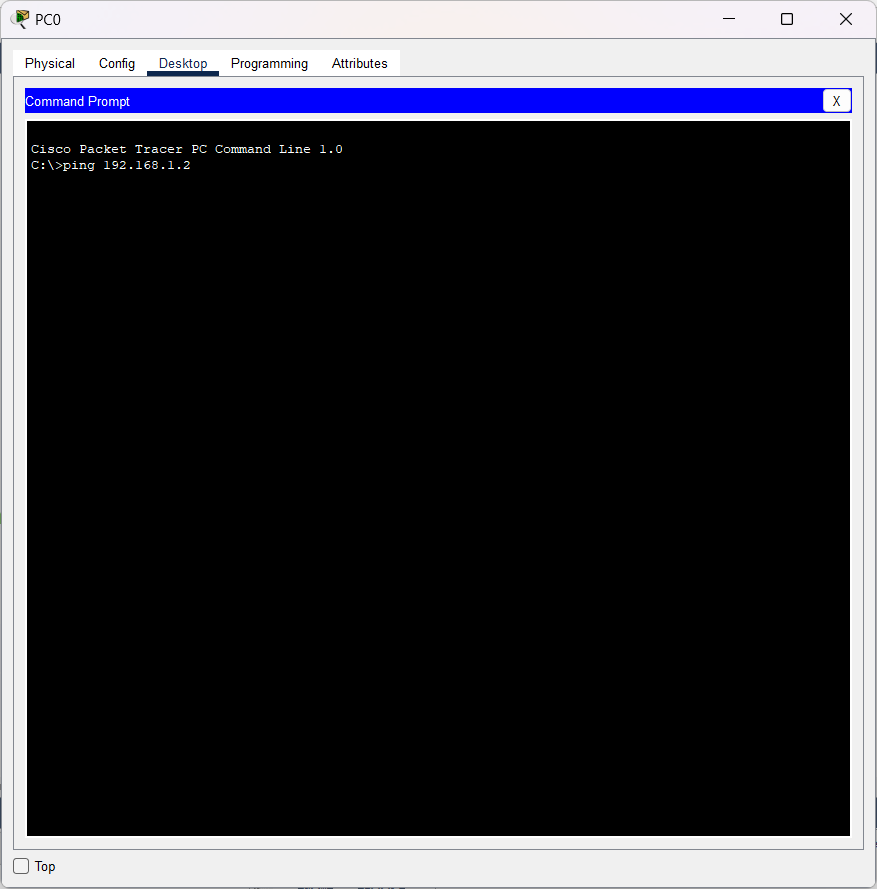 PC0
Physical Config Desktop Programming Attributes
Command Prompt X
Cisco Packet Tracer PC Command Line 1.0
C:\>ping 192.168.1.2
Top